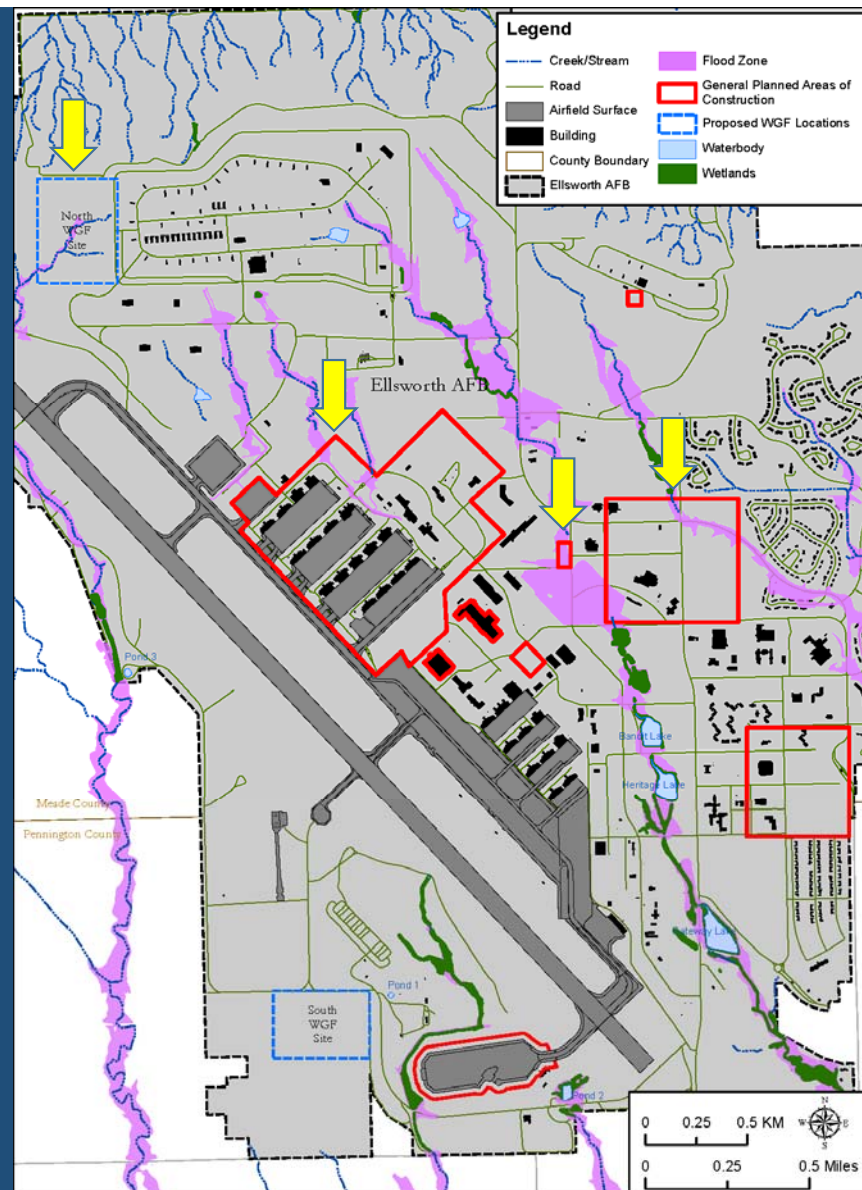 Legend
Creek/Stream
Road
Airfield Surface
Building
County Boundary
Ellsworth AFB
Flood Zone
General Planned Areas of
Construction
Proposed WGF Locations
Waterbody
Wetlands
North
WGF
Site
Ellsworth AFB
Pond 3
Bandit Lake
Heritage Lake
Meade County
Pennington County
Gateway Lake
Pond 1
South
WGF
Site
Pond 2
N
W E
S
0 0.25 0.5 KM
0 0.25 0.5 Miles